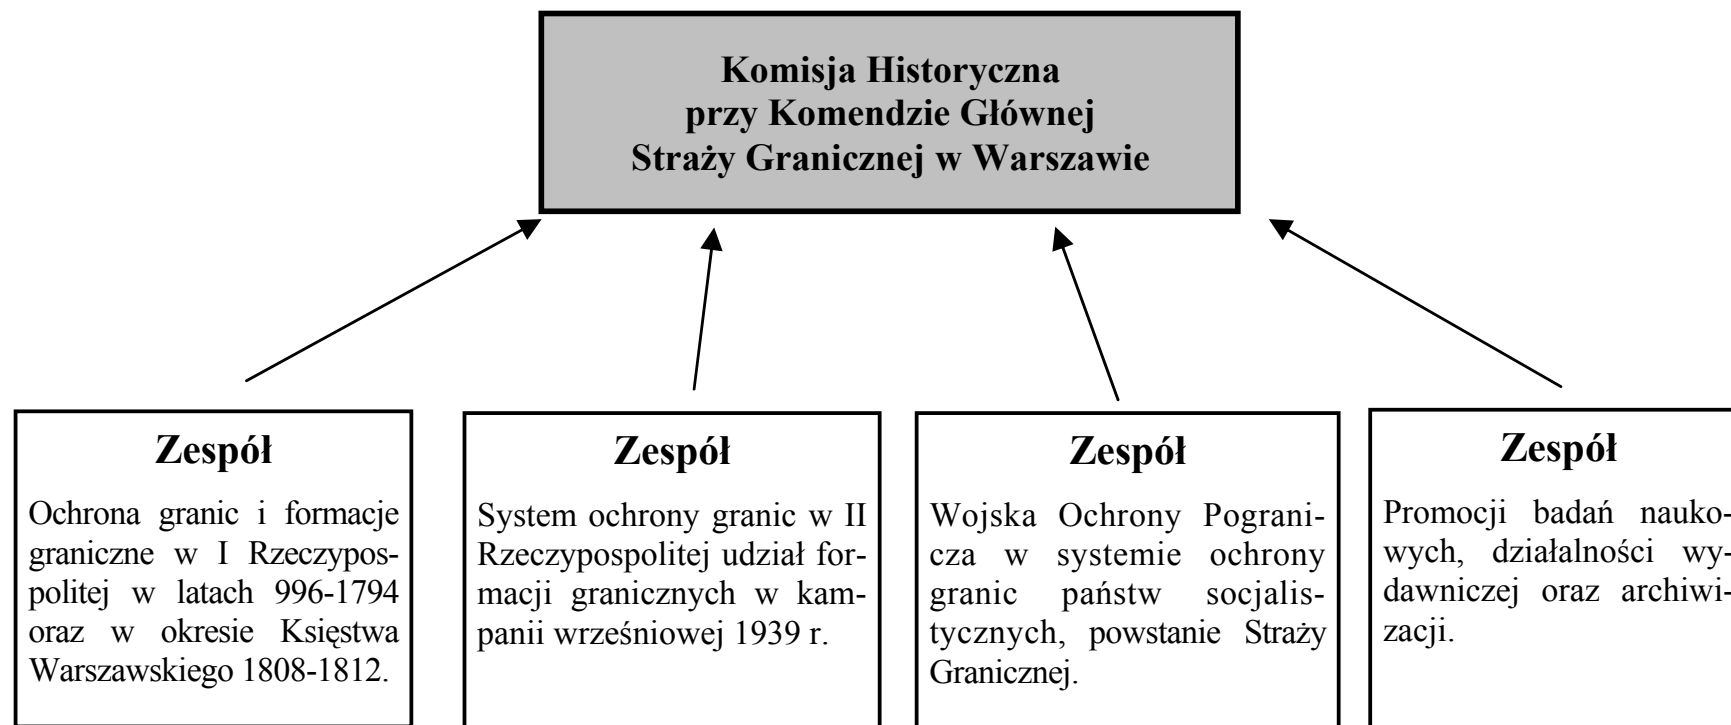 Komisja Historyczna
przy Komendzie Głównej
Straży Granicznej w Warszawie
Zespół
Ochrona granic i formacje
graniczne w I Rzeczypos-
politej w latach 996-1794
oraz w okresie Księstwa
Warszawskiego 1808-1812.
Zespół
System ochrony granic w II
Rzeczypospolitej udział for-
macji granicznych w kam-
panii wrześniowej 1939 r.
Zespół
Wojska Ochrony Pograni-
cza w systemie ochrony
granic państw socjalis-
tycznych, powstanie Straży
Granicznej.
Zespół
Promocji badań nauko-
wych, działalności wy-
dawniczej oraz archiwi-
zacji.